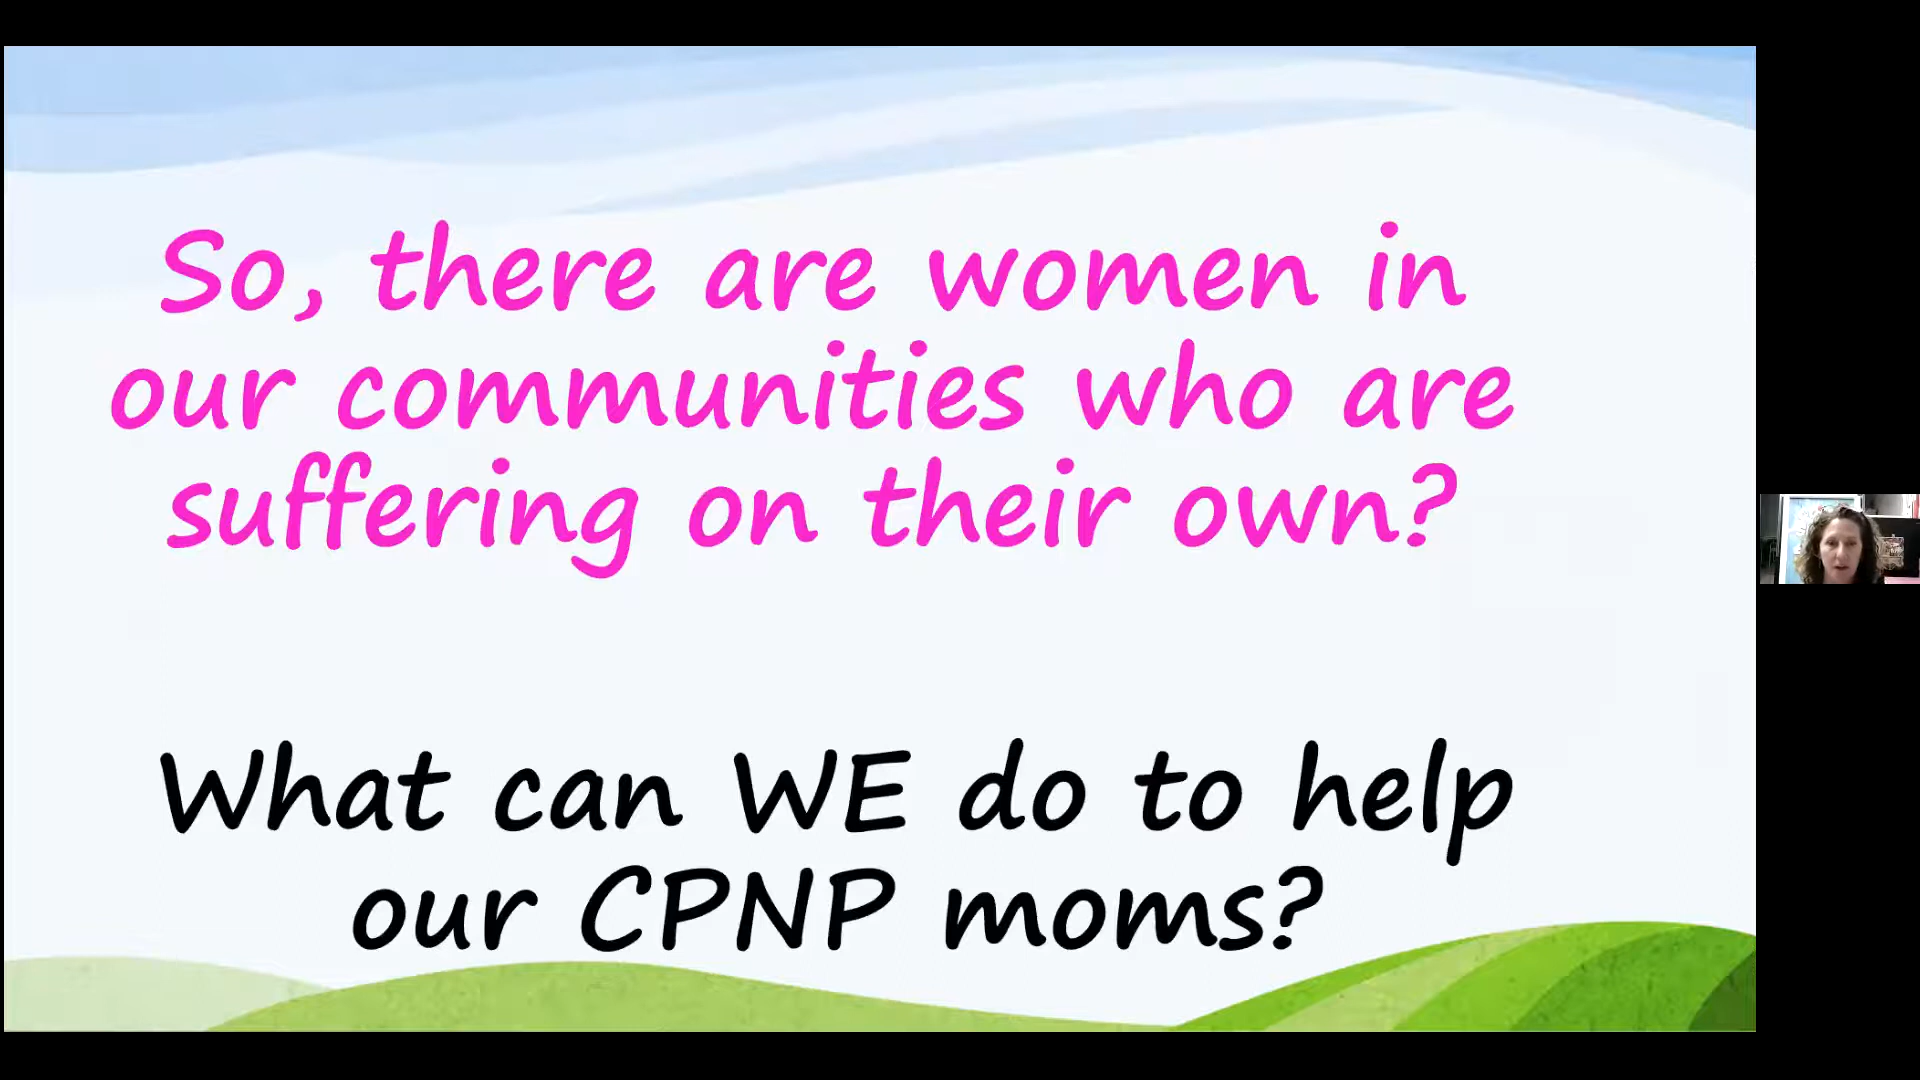 So, there are women in
our communities who are
suffering on their own?
What can WE do to help
our CPNP moms?